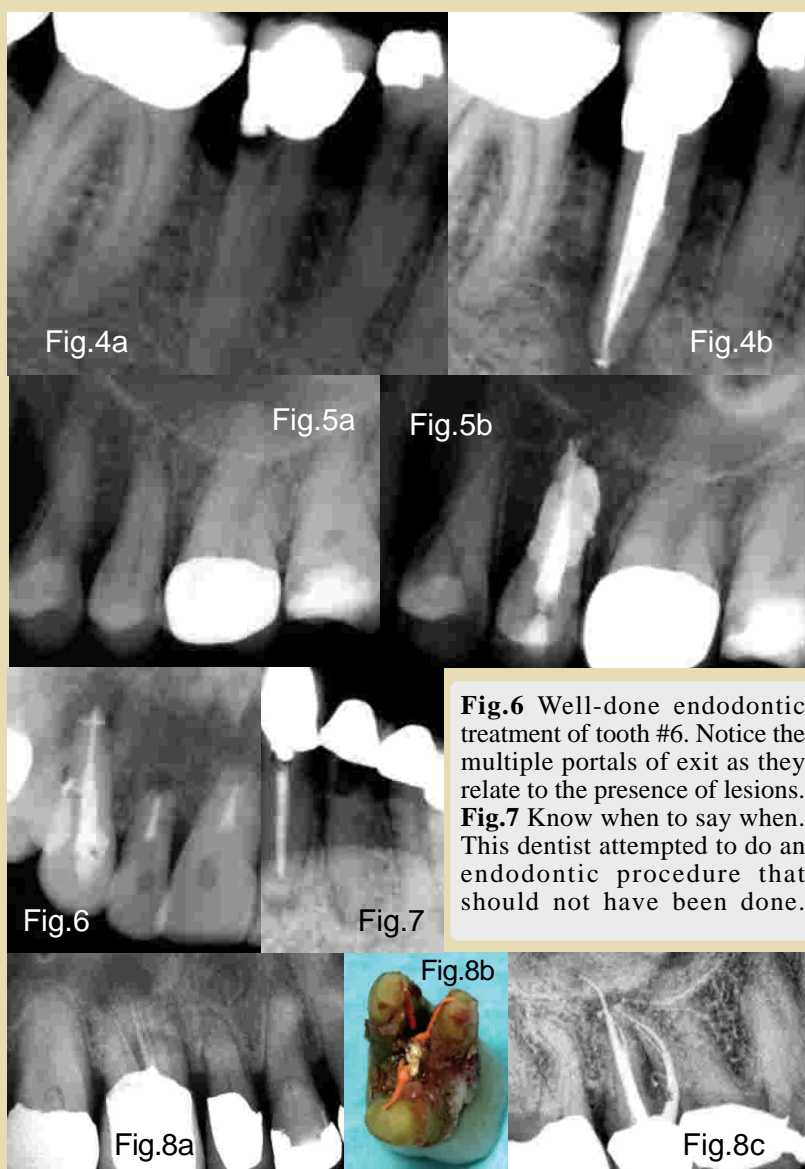 Fig.4a
Fig.4b
Fig.5a
Fig.5b
Fig.6
Fig.7
Fig.6 Well-done endodontic
treatment of tooth #6. Notice the
multiple portals of exit as they
relate to the presence of lesions.
Fig.7 Know when to say when.
This dentist attempted to do an
endodontic procedure that
should not have been done.
Fig.8a
Fig.8b
Fig.8c